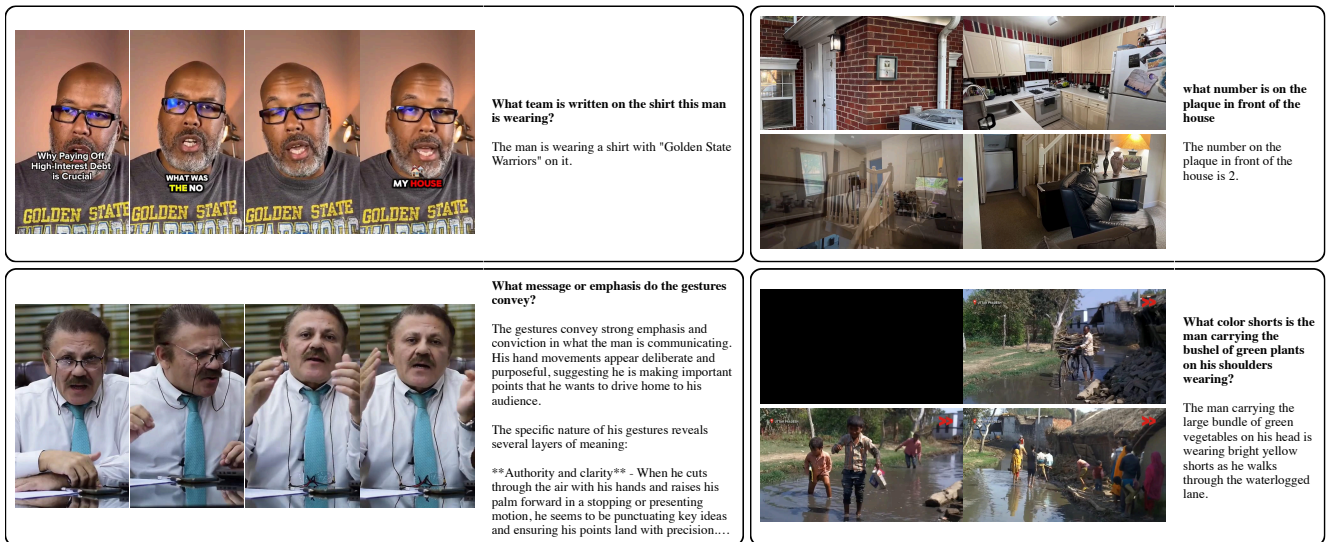 Why Paying Off
High-Interest Debt
is Crucial
WHAT WAS
THE NO
MY HOUSE
GOLDEN STATE
GOLDEN STATE
GOLDEN STATE
GOLDEN STATE
WARRIORS
What team is written on the shirt this man
is wearing?
The man is wearing a shirt with "Golden State
Warriors" on it.
what number is on the
plaque in front of the
house
The number on the
plaque in front of the
house is 2.
What message or emphasis do the gestures
convey?
The gestures convey strong emphasis and
conviction in what the man is communicating.
His hand movements appear deliberate and
purposeful, suggesting he is making important
points that he wants to drive home to his
audience.
The specific nature of his gestures reveals
several layers of meaning:
**Authority and clarity** - When he cuts
through the air with his hands and raises his
palm forward in a stopping or presenting
motion, he seems to be punctuating key ideas
and ensuring his points land with precision.…
What color shorts is the
man carrying the
bushel of green plants
on his shoulders
wearing?
The man carrying the
large bundle of green
vegetables on his head is
wearing bright yellow
shorts as he walks
through the waterlogged
lane.